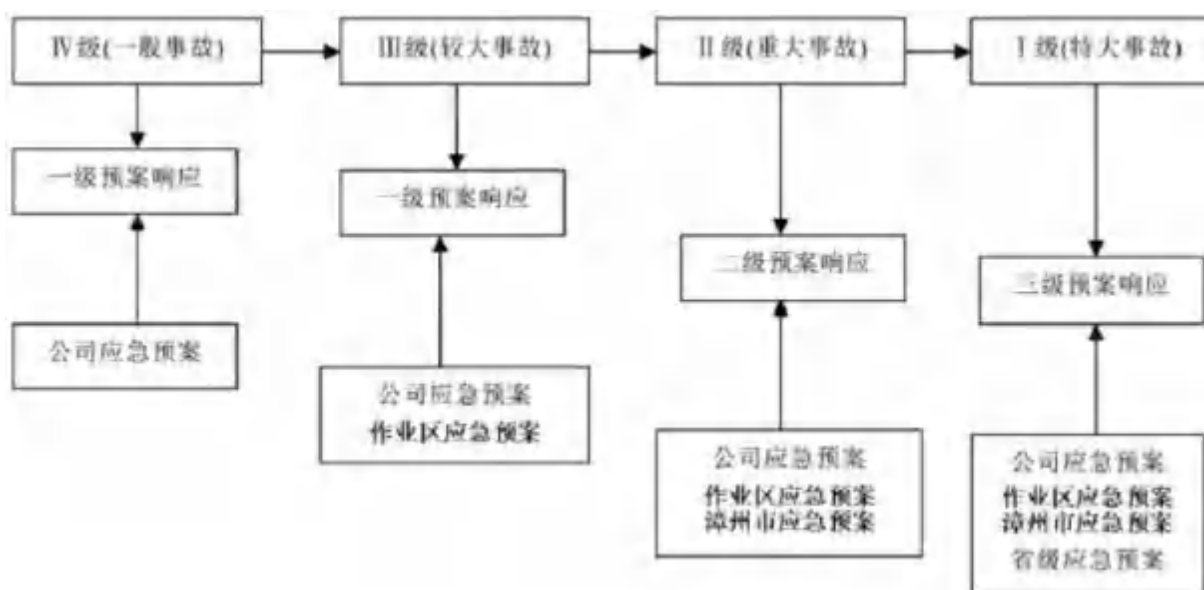 Ⅳ级(一般事故)
Ⅲ级(较大事故)
Ⅱ级(重大事故)
Ⅰ级(特大事故)
一级预案响应
一级预案响应
二级预案响应
三级预案响应
公司应急预案
公司应急预案
作业区应急预案
公司应急预案
作业区应急预案
漳州市应急预案
公司应急预案
作业区应急预案
漳州市应急预案
省级应急预案